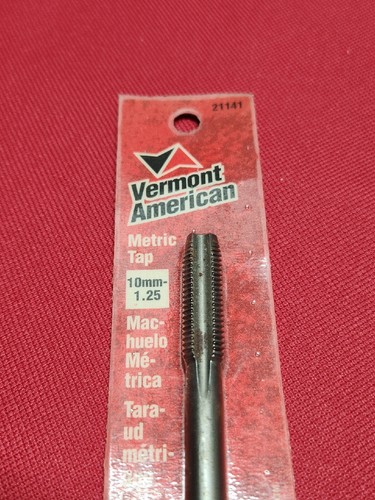 21141
Vermont
American
Metric
Tap
10mm-
1.25
Mac-
huelo
Mé-
trica
Tara-
ud
métri-